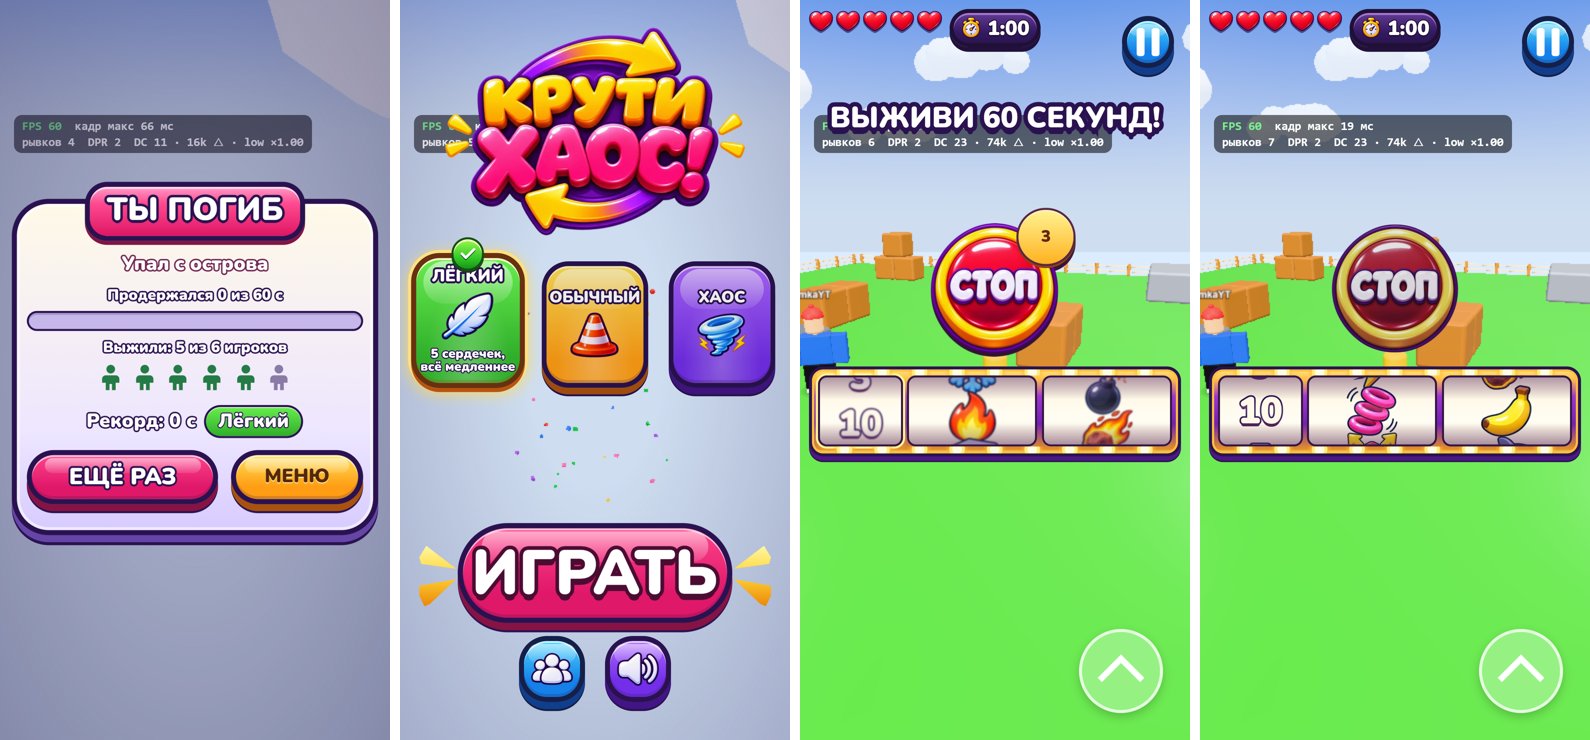 FPS 60 кадр макс 66 мс
рывков 4 DPR 2 DC 11 · 16k △ · low ×1.00
ТЫ ПОГИБ
Упал с острова
Продержался 0 из 60 с
Выжили: 5 из 6 игроков
Рекорд: 0 с Лёгкий
ЕЩЁ РАЗ МЕНЮ
КРУТИ
ХАОС!
FPS
рывков
ЛЁГКИЙ
5 сердечек,
всё медленнее
ОБЫЧНЫЙ
ХАОС
ИГРАТЬ
1:00
ВЫЖИВИ 60 СЕКУНД!
рывков 6 DPR 2 DC 23 · 74k △ · low ×1.00
3
СТОП
mkaYT
10
1:00
FPS 60 кадр макс 19 мс
рывков 7 DPR 2 DC 23 · 74k △ · low ×1.00
СТОП
mkaYT
10